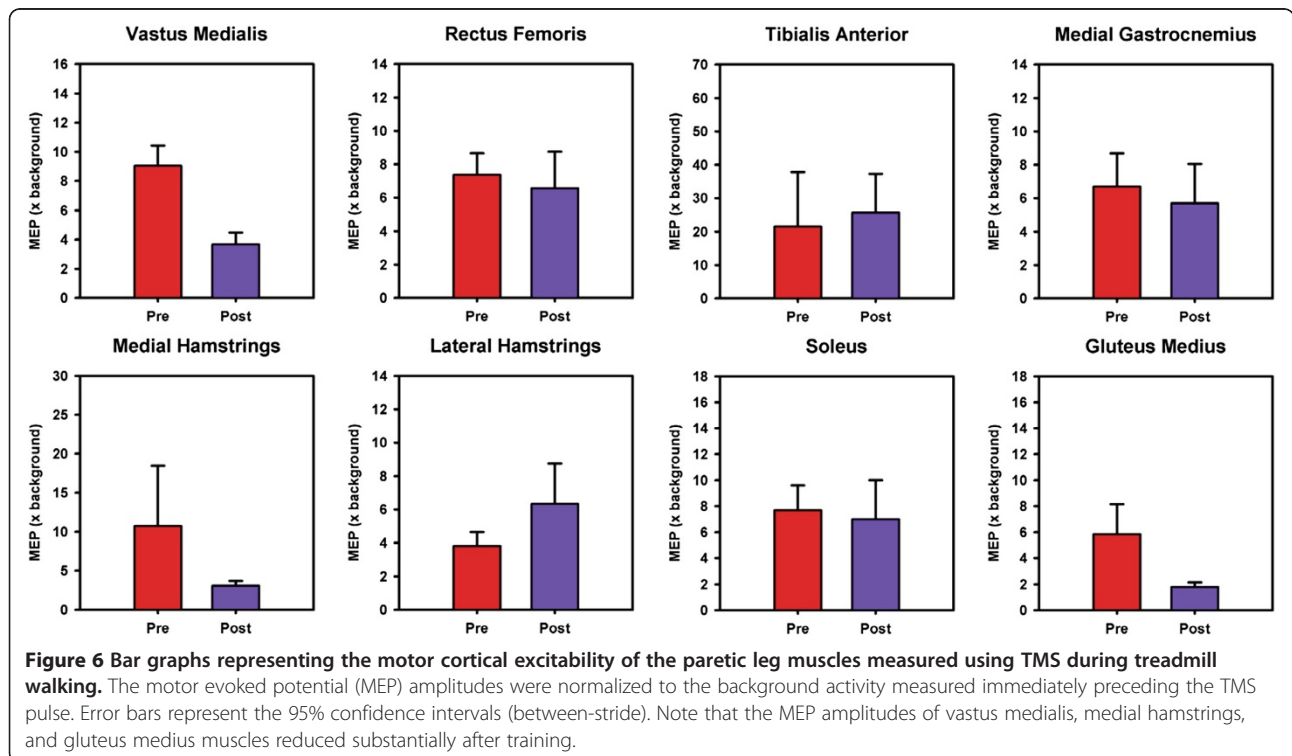 Vastus Medialis
MEP (x background)
16
14
12
10
8
6
4
2
0
Pre Post
Rectus Femoris
MEP (x background)
14
12
10
8
6
4
2
0
Pre Post
Tibialis Anterior
MEP (x background)
70
60
50
40
30
20
10
0
Pre Post
Medial Gastrocnemius
MEP (x background)
14
12
10
8
6
4
2
0
Pre Post
Medial Hamstrings
MEP (x background)
30
25
20
15
10
5
0
Pre Post
Lateral Hamstrings
MEP (x background)
14
12
10
8
6
4
2
0
Pre Post
Soleus
MEP (x background)
18
16
14
12
10
8
6
4
2
0
Pre Post
Gluteus Medius
MEP (x background)
18
16
14
12
10
8
6
4
2
0
Pre Post
Figure 6 Bar graphs representing the motor cortical excitability of the paretic leg muscles measured using TMS during treadmill
walking. The motor evoked potential (MEP) amplitudes were normalized to the background activity measured immediately preceding the TMS
pulse. Error bars represent the 95% confidence intervals (between-stride). Note that the MEP amplitudes of vastus medialis, medial hamstrings,
and gluteus medius muscles reduced substantially after training.